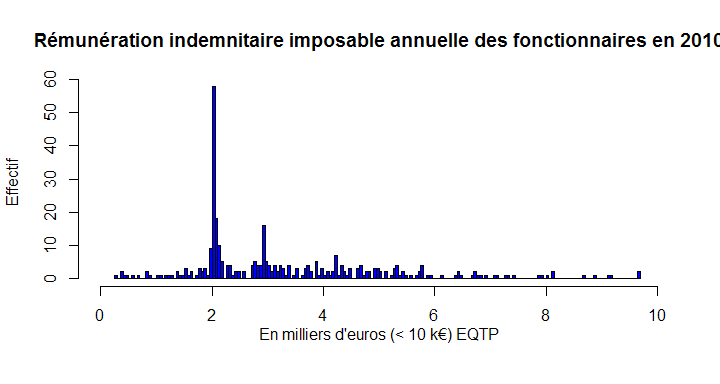 Rémunération indemnitaire imposable annuelle des fonctionnaires en 2010
Effectif
60
50
40
30
20
10
0
0 2 4 6 8 10
En milliers d'euros (< 10 k€) EQTP